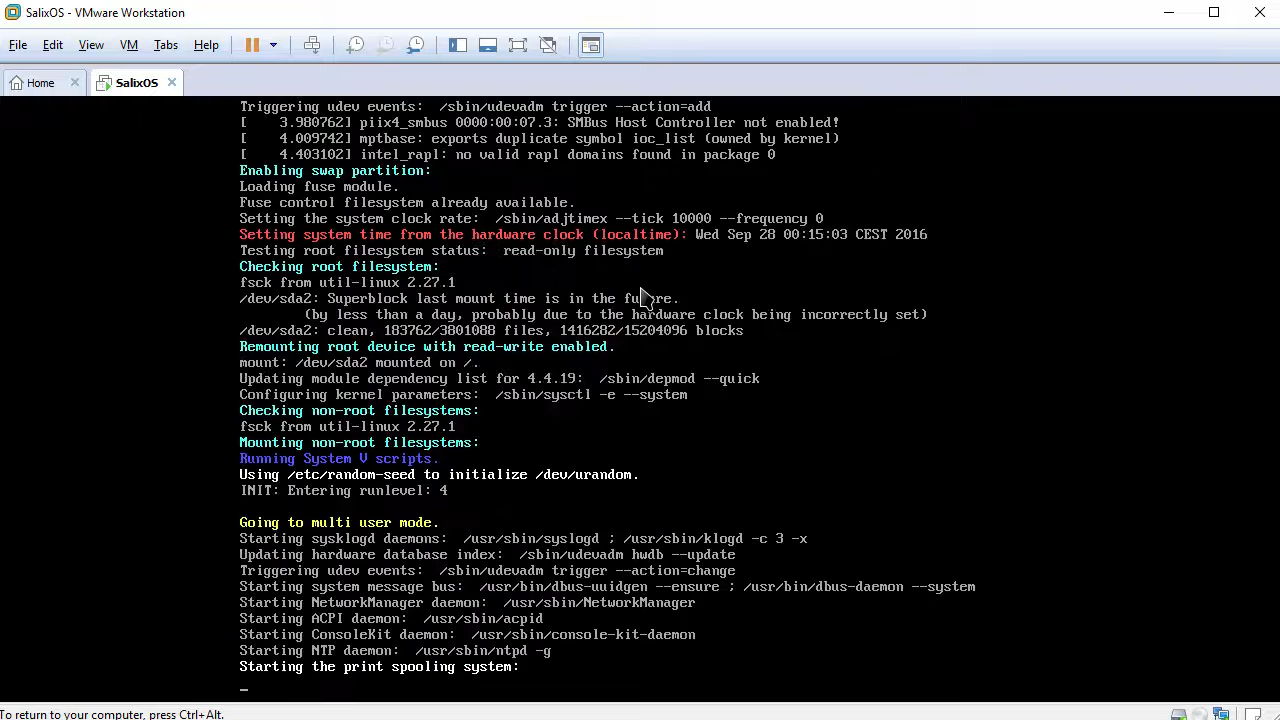 SalixOS - VMware Workstation
File Edit View VM Tabs Help
Home SalixOS
Triggering udev events:  /sbin/udevadm trigger --action=add
[    3.980762] piix4_smbus 0000:00:07.3: SMBus Host Controller not enabled!
[    4.009742] mptbase: exports duplicate symbol ioc_list (owned by kernel)
[    4.403102] intel_rapl: no valid rapl domains found in package 0
Enabling swap partition:
Loading fuse module.
Fuse control filesystem already available.
Setting the system clock rate:  /sbin/adjtimex --tick 10000 --frequency 0
Setting system time from the hardware clock (localtime): Wed Sep 28 00:15:03 CEST 2016
Testing root filesystem status:  read-only filesystem
Checking root filesystem:
fsck from util-linux 2.27.1
/dev/sda2: Superblock last mount time is in the future.
        (by less than a day, probably due to the hardware clock being incorrectly set)
/dev/sda2: clean, 183762/3801088 files, 1416282/15204096 blocks
Remounting root device with read-write enabled.
mount: /dev/sda2 mounted on /.
Updating module dependency list for 4.4.19:  /sbin/depmod --quick
Configuring kernel parameters:  /sbin/sysctl -e --system
Checking non-root filesystems:
fsck from util-linux 2.27.1
Mounting non-root filesystems:
Running System V scripts.
Using /etc/random-seed to initialize /dev/urandom.
INIT: Entering runlevel: 4
Going to multi user mode.
Starting sysklogd daemons:  /usr/sbin/syslogd ; /usr/sbin/klogd -c 3 -x
Updating hardware database index:  /sbin/udevadm hwdb --update
Triggering udev events:  /sbin/udevadm trigger --action=change
Starting system message bus:  /usr/bin/dbus-uuidgen --ensure ; /usr/bin/dbus-daemon --system
Starting NetworkManager daemon:  /usr/sbin/NetworkManager
Starting ACPI daemon:  /usr/sbin/acpid
Starting ConsoleKit daemon:  /usr/sbin/console-kit-daemon
Starting NTP daemon:  /usr/sbin/ntpd -g
Starting the print spooling system:
_
To return to your computer, press Ctrl+Alt.